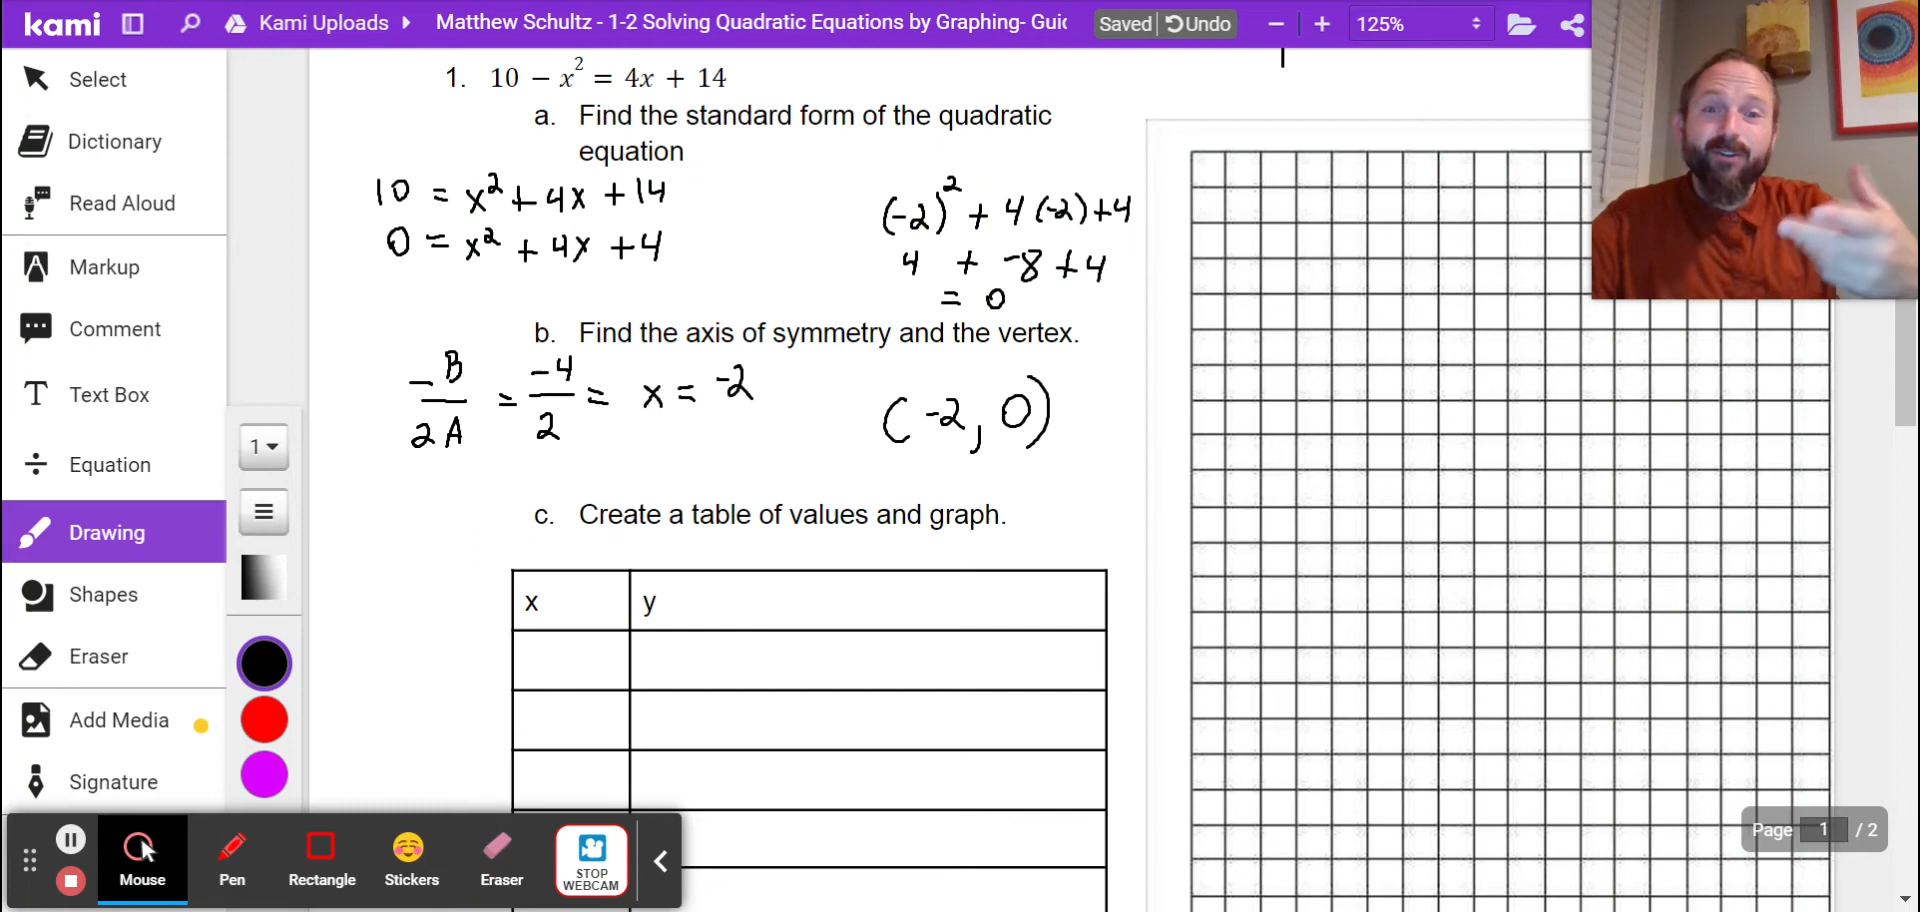 kami Kami Uploads Matthew Schultz - 1-2 Solving Quadratic Equations by Graphing- Guic Saved Undo − + 125%
Select
Dictionary
Read Aloud
Markup
Comment
Text Box
Equation
Drawing
Shapes
Eraser
Add Media
Signature
1
1. 10 − x² = 4x + 14
a. Find the standard form of the quadratic
equation
10 = x² + 4x + 14
0 = x² + 4x + 4
(-2)² + 4(-2)+4
4 + -8 + 4
= 0
b. Find the axis of symmetry and the vertex.
-B/2A = -4/2 = x = -2
(-2, 0)
c. Create a table of values and graph.
x y
Mouse Pen Rectangle Stickers Eraser STOP
WEBCAM
Page 1 / 2